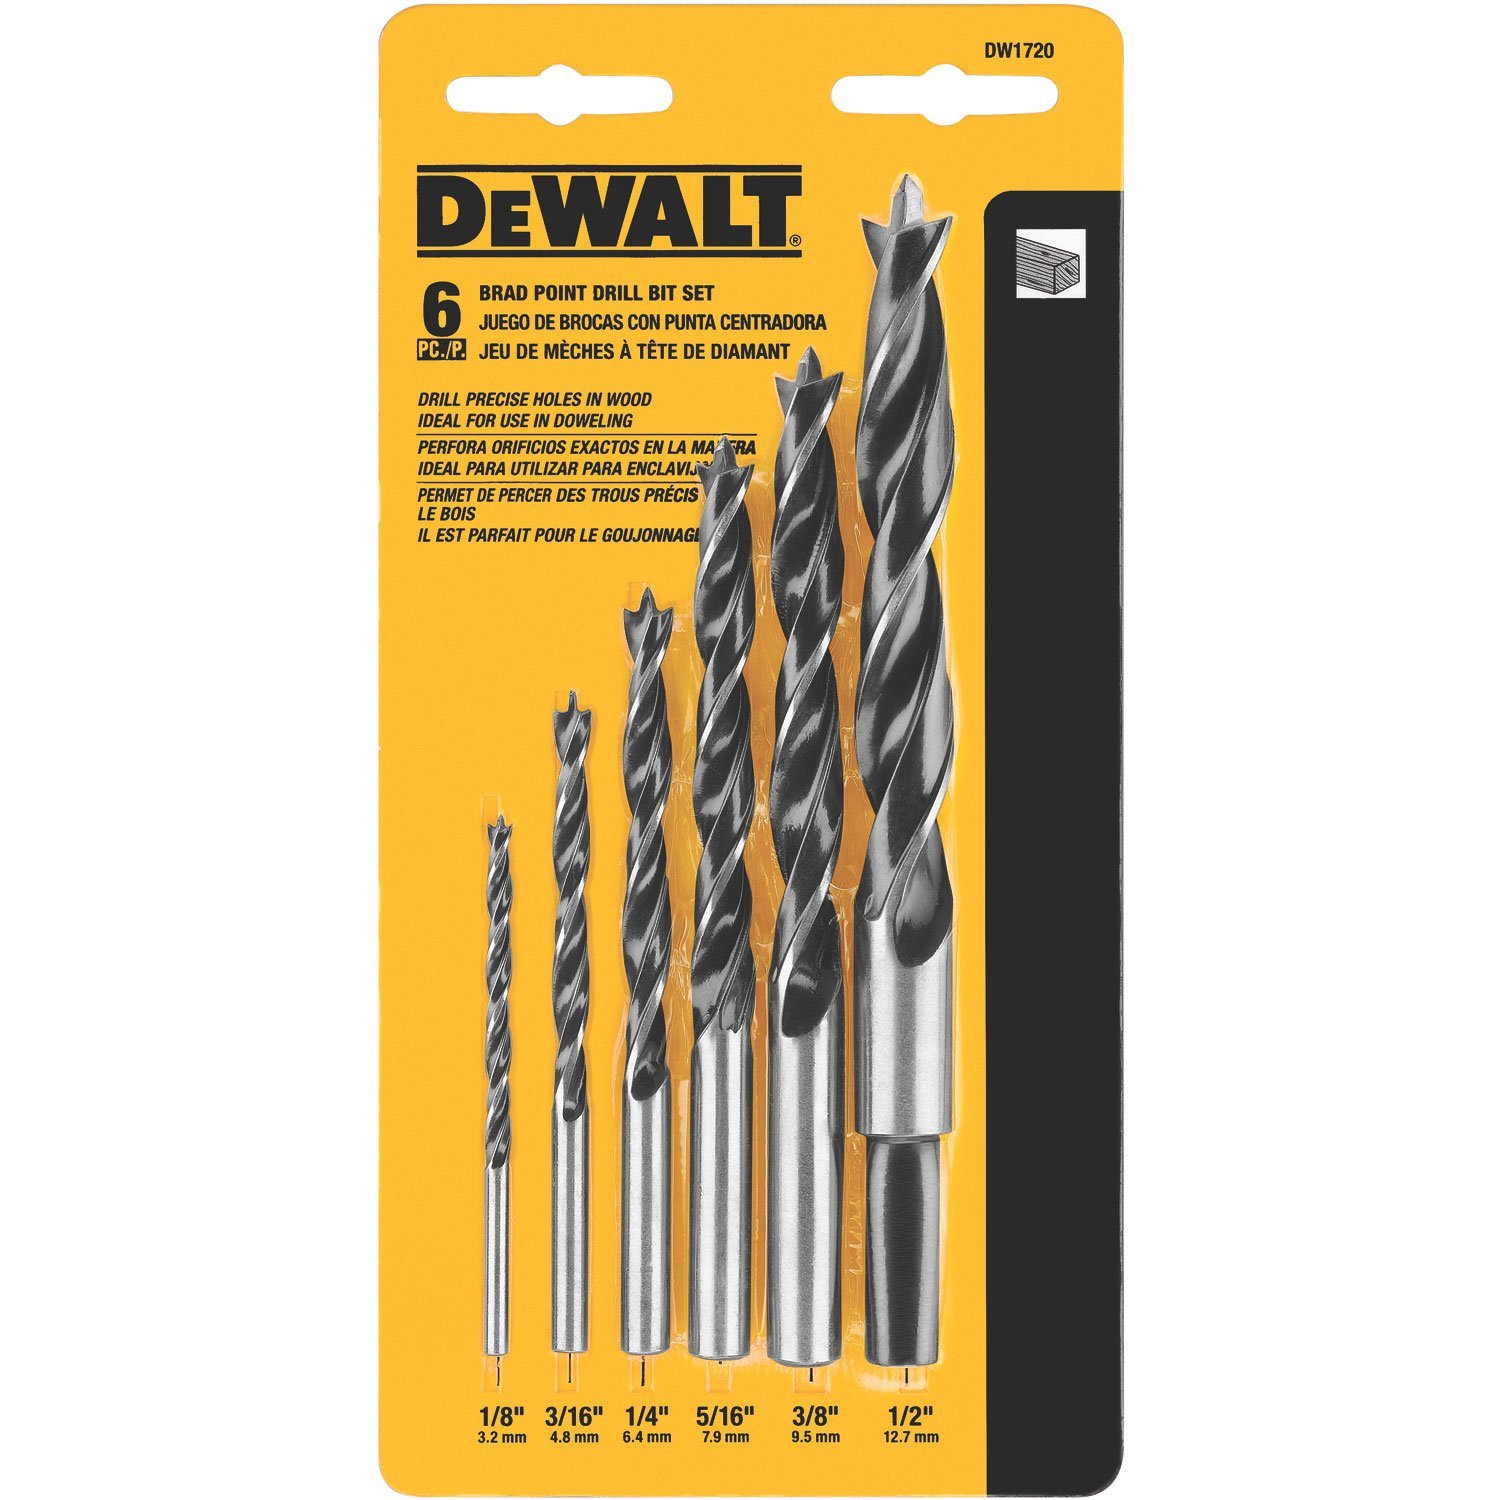 DW1720
DEWALT®
6 PC./P.
BRAD POINT DRILL BIT SET
JUEGO DE BROCAS CON PUNTA CENTRADORA
JEU DE MÈCHES À TÊTE DE DIAMANT
DRILL PRECISE HOLES IN WOOD
IDEAL FOR USE IN DOWELING
PERFORA ORIFICIOS EXACTOS EN LA
IDEAL PARA UTILIZAR PARA
PERMET DE PERCER DES TROUS PRÉCIS
LE BOIS
IL EST PARFAIT POUR LE
1/8" 3/16" 1/4" 5/16" 3/8" 1/2"
3.2 mm 4.8 mm 6.4 mm 7.9 mm 9.5 mm 12.7 mm